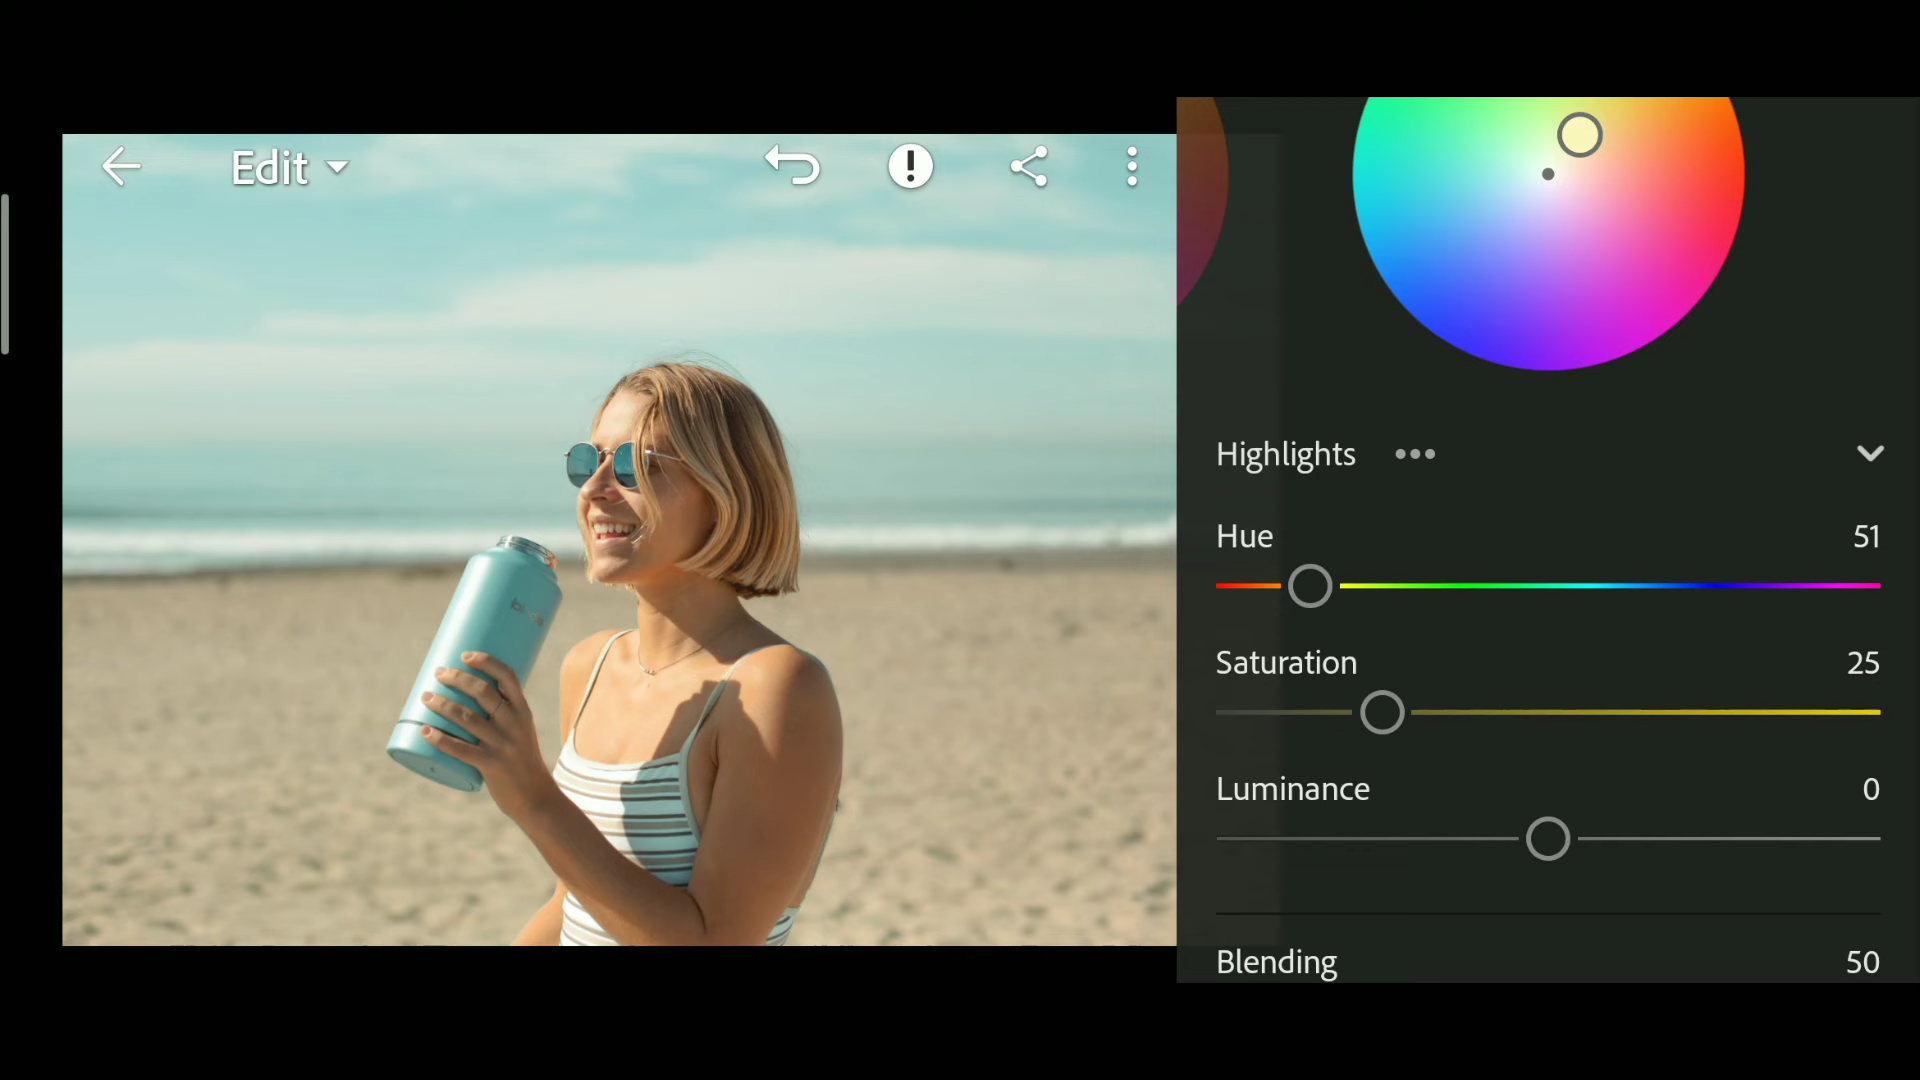 Edit
Highlights
Hue 51
Saturation 25
Luminance 0
Blending 50